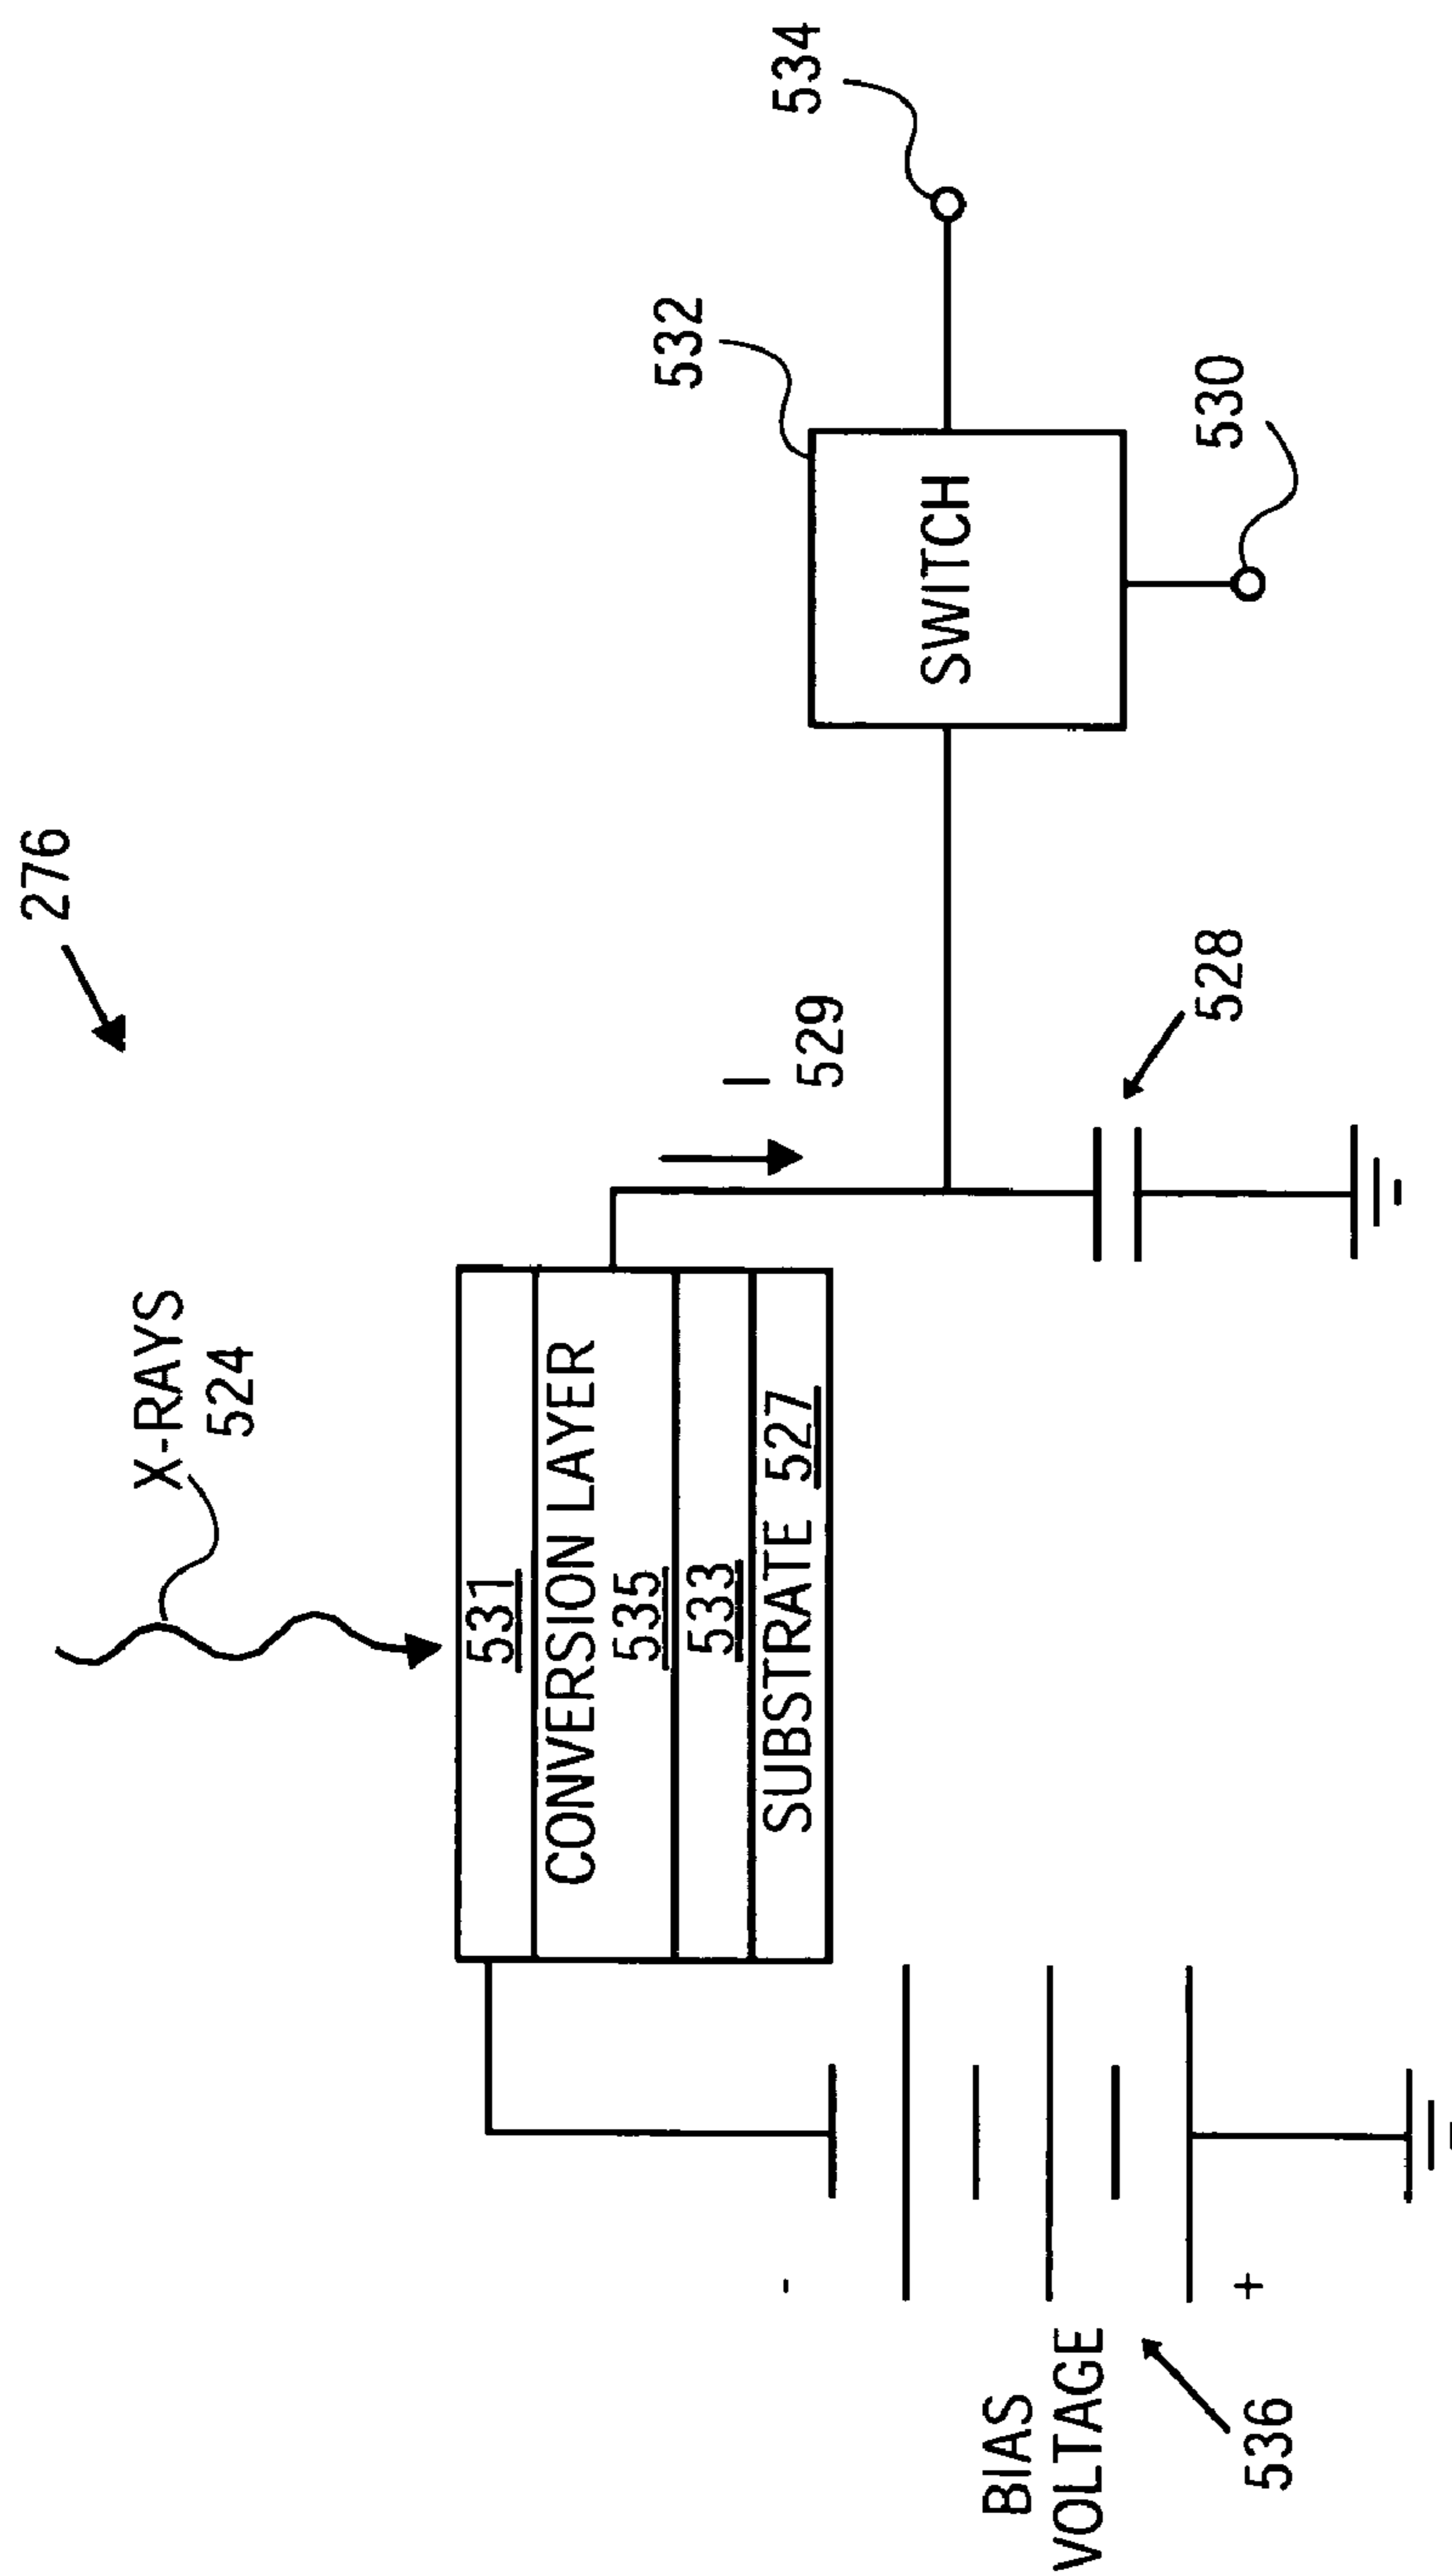 276
X-RAYS
524
534
532
SWITCH
530
I
529
528
531
CONVERSION LAYER
535
533
SUBSTRATE 527
-
+
BIAS
VOLTAGE
536